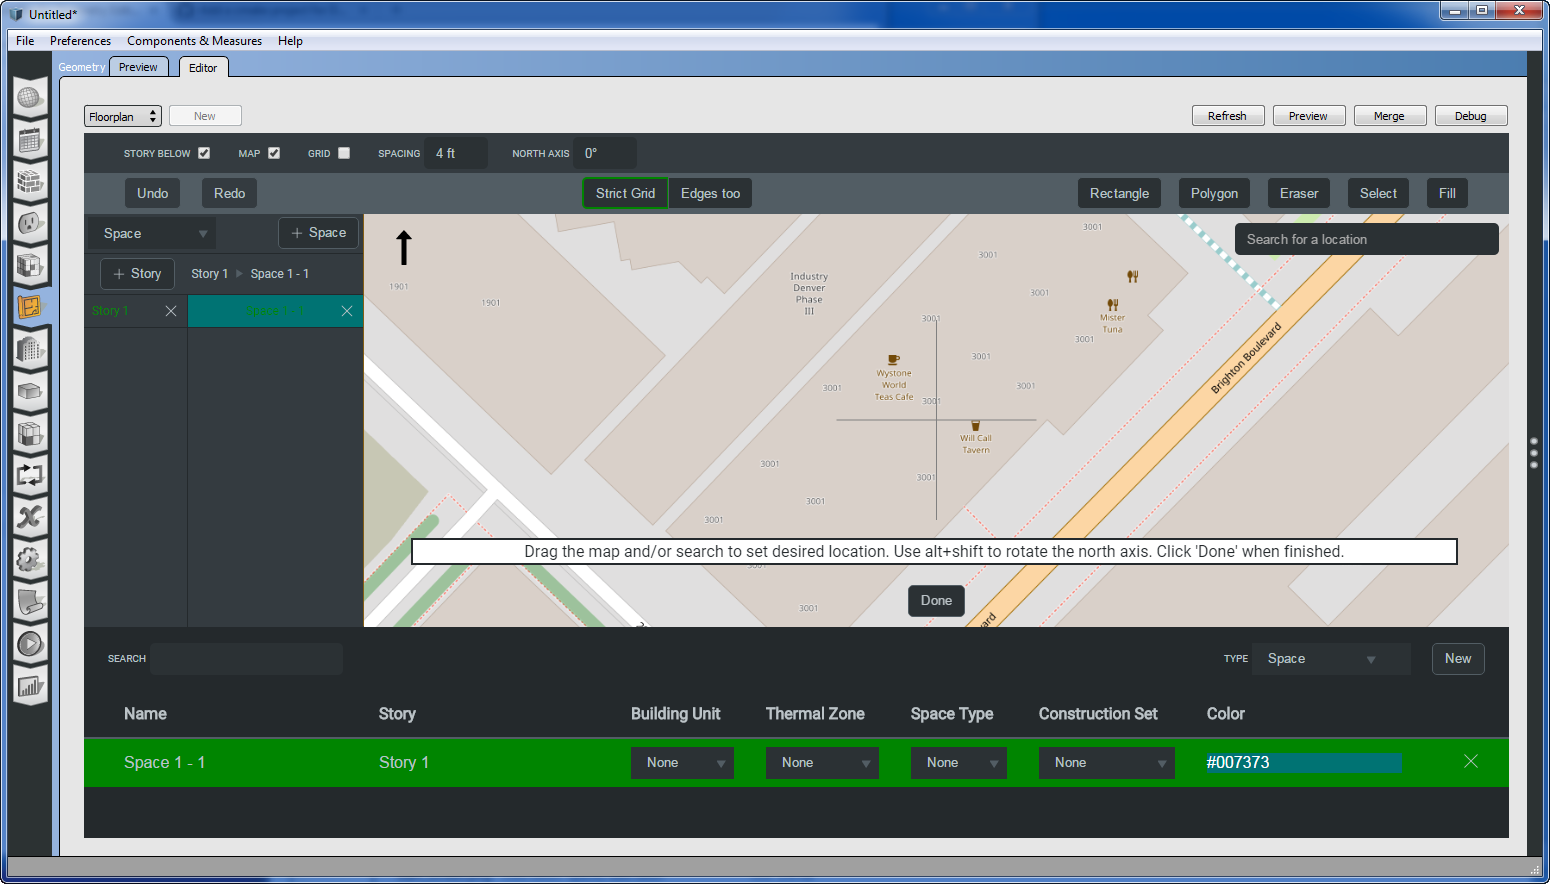 Untitled*
File Preferences Components & Measures Help
Geometry Preview Editor
Floorplan New Refresh Preview Merge Debug
STORY BELOW MAP GRID SPACING 4 ft NORTH AXIS 0°
Undo Redo Strict Grid Edges too Rectangle Polygon Eraser Select Fill
Space + Space
+ Story Story 1 Space 1 - 1
Story 1 Space 1 - 1
Search for a location
1901
1901
Industry
Denver
Phase
III
3001
3001
3001
3001
Mister
Tuna
3001
3001
3001
Wystone
World
Teas Cafe
3001
3001
Will Call
Tavern
3001
3001
3001
3001
3001
3001
Brighton Boulevard
Drag the map and/or search to set desired location. Use alt+shift to rotate the north axis. Click 'Done' when finished.
Done
SEARCH TYPE Space New
Name Story Building Unit Thermal Zone Space Type Construction Set Color
Space 1 - 1 Story 1 None None None None #007373